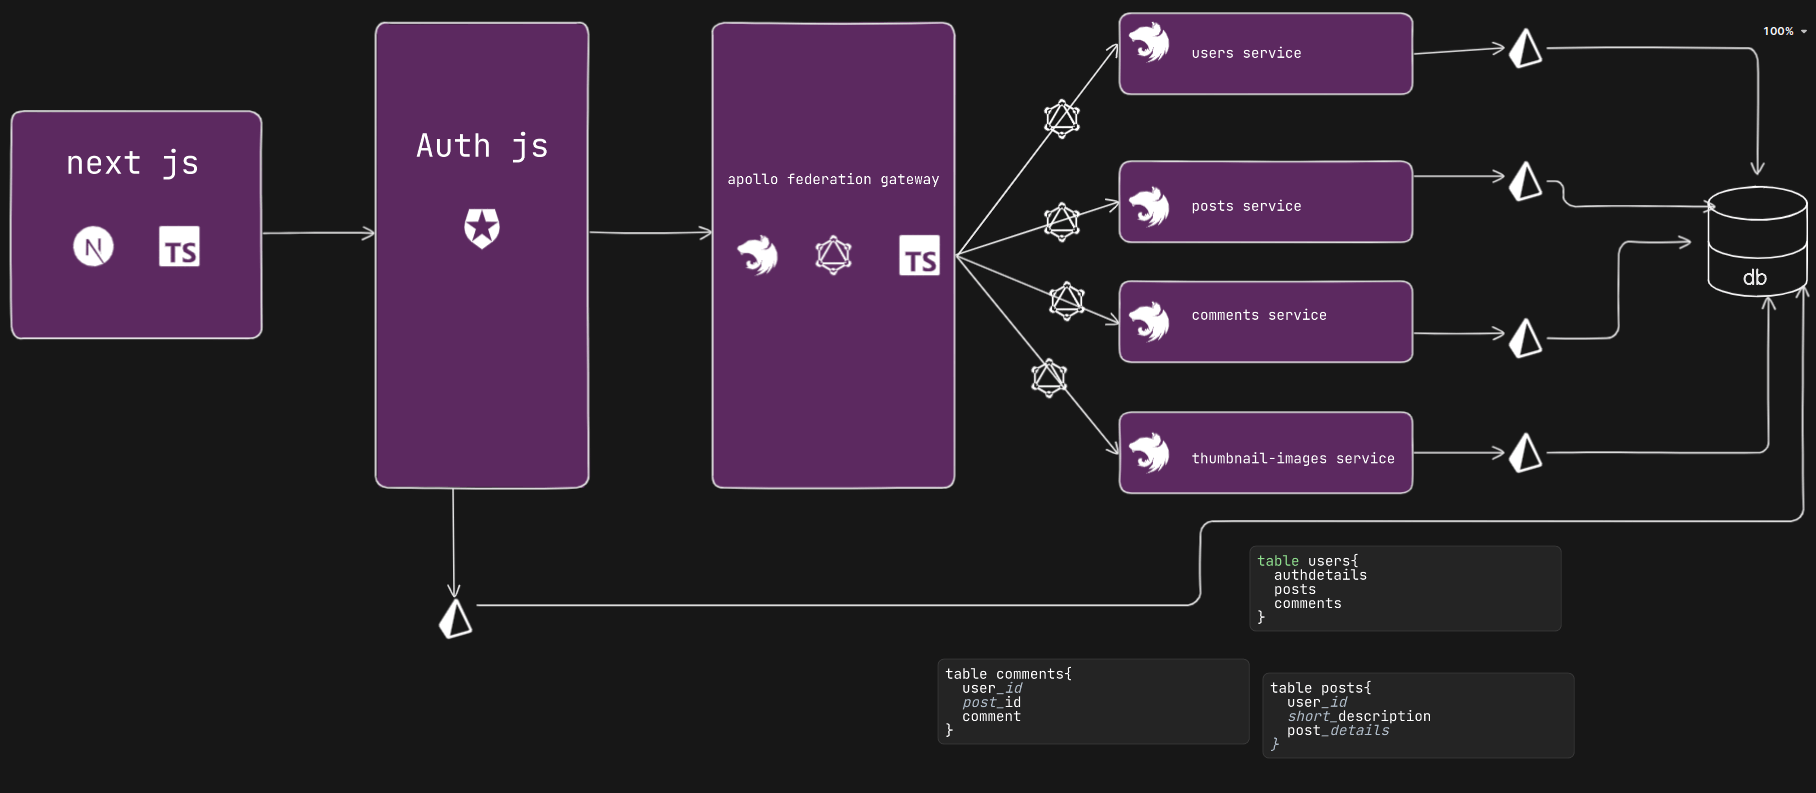 100%
next js
N
TS
Auth js
apollo federation gateway
TS
users service
posts service
comments service
thumbnail-images service
db
table users{
authdetails
posts
comments
}
table comments{
user_id
post_id
comment
}
table posts{
user_id
short_description
post_details
}